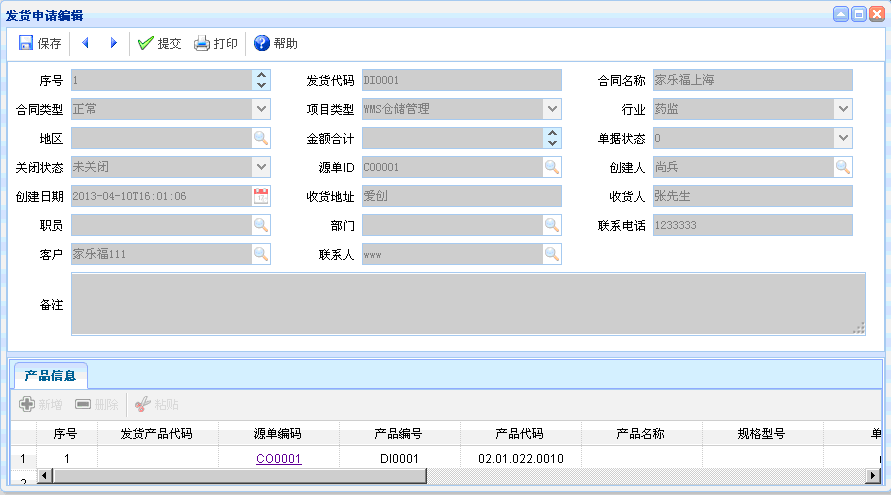 发货申请编辑
保存 提交 打印 帮助
序号 1 发货代码 DI0001 合同名称 家乐福上海
合同类型 正常 项目类型 WMS仓储管理 行业 药监
地区 金额合计 单据状态 0
关闭状态 未关闭 源单ID CO0001 创建人 尚兵
创建日期 2013-04-10T16:01:06 收货地址 爱创 收货人 张先生
职员 部门 联系电话 1233333
客户 家乐福111 联系人 www
备注
产品信息
新增 删除 粘贴
序号 发货产品代码 源单编码 产品编号 产品代码 产品名称 规格型号 单
1 1 CO0001 DI0001 02.01.022.0010
2